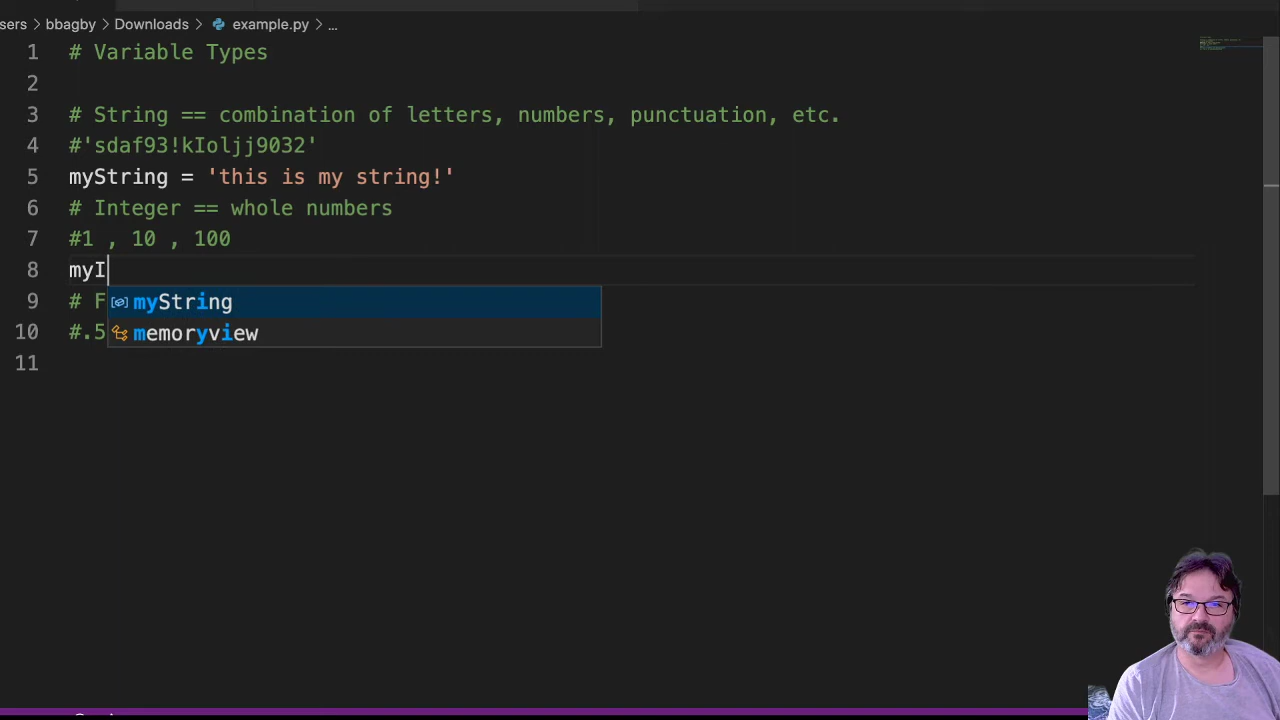 sers > bbagby > Downloads > example.py > ...
1 # Variable Types
2
3 # String == combination of letters, numbers, punctuation, etc.
4 #'sdaf93!kIoljj9032'
5 myString = 'this is my string!'
6 # Integer == whole numbers
7 #1 , 10 , 100
8 myI
9 # F
myString
10 #.5
memoryview
11